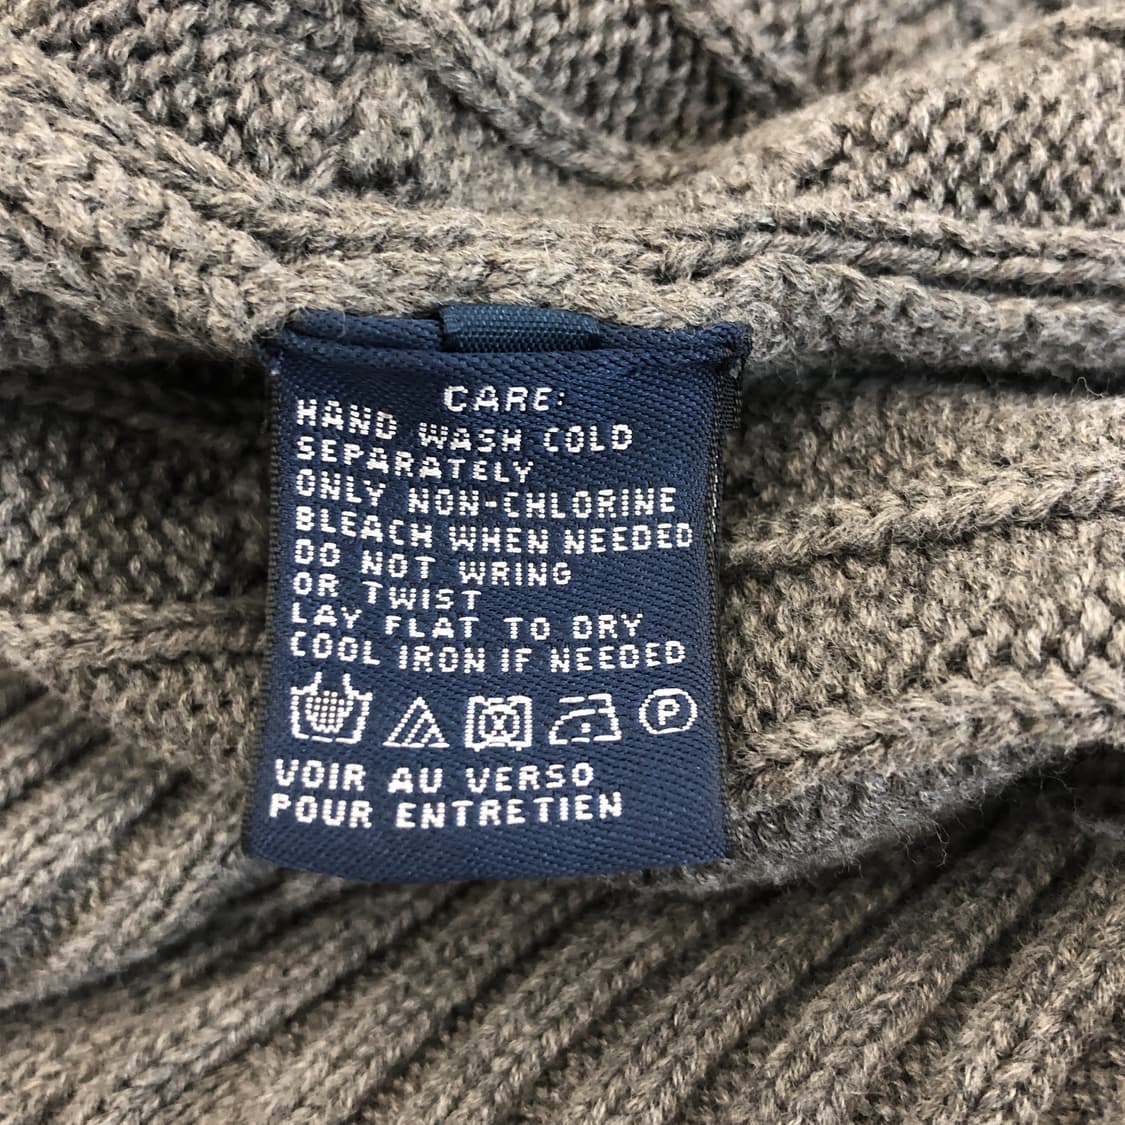 CARE:
HAND WASH COLD
SEPARATELY
ONLY NON-CHLORINE
BLEACH WHEN NEEDED
DO NOT WRING
OR TWIST
LAY FLAT TO DRY
COOL IRON IF NEEDED
P
VOIR AU VERSO
POUR ENTRETIEN